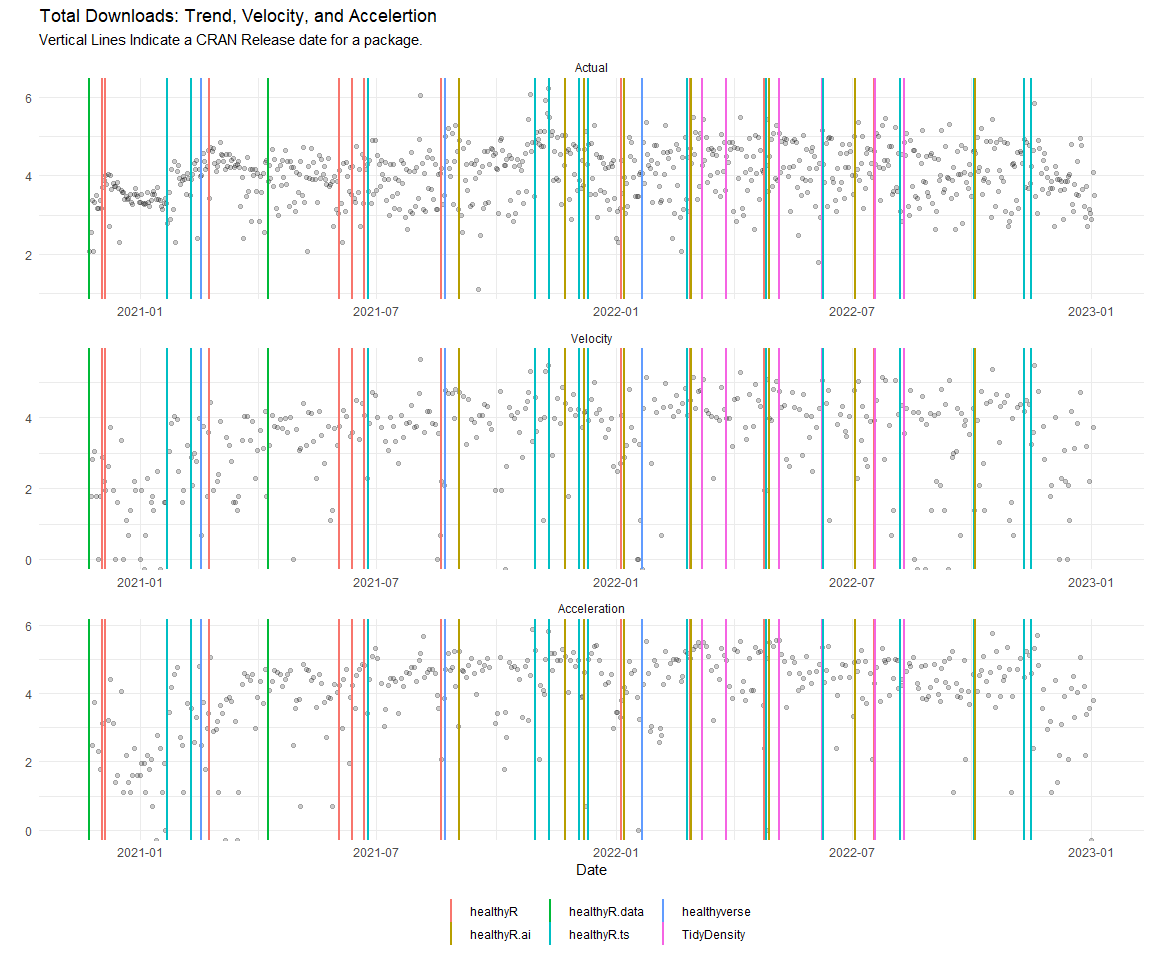 Total Downloads: Trend, Velocity, and Accelertion
Vertical Lines Indicate a CRAN Release date for a package.
Actual
6
4
2
2021-01 2021-07 2022-01 2022-07 2023-01
Velocity
4
2
0
2021-01 2021-07 2022-01 2022-07 2023-01
Acceleration
6
4
2
0
2021-01 2021-07 2022-01 2022-07 2023-01
Date
healthyR healthyR.data healthyverse
healthyR.ai healthyR.ts TidyDensity